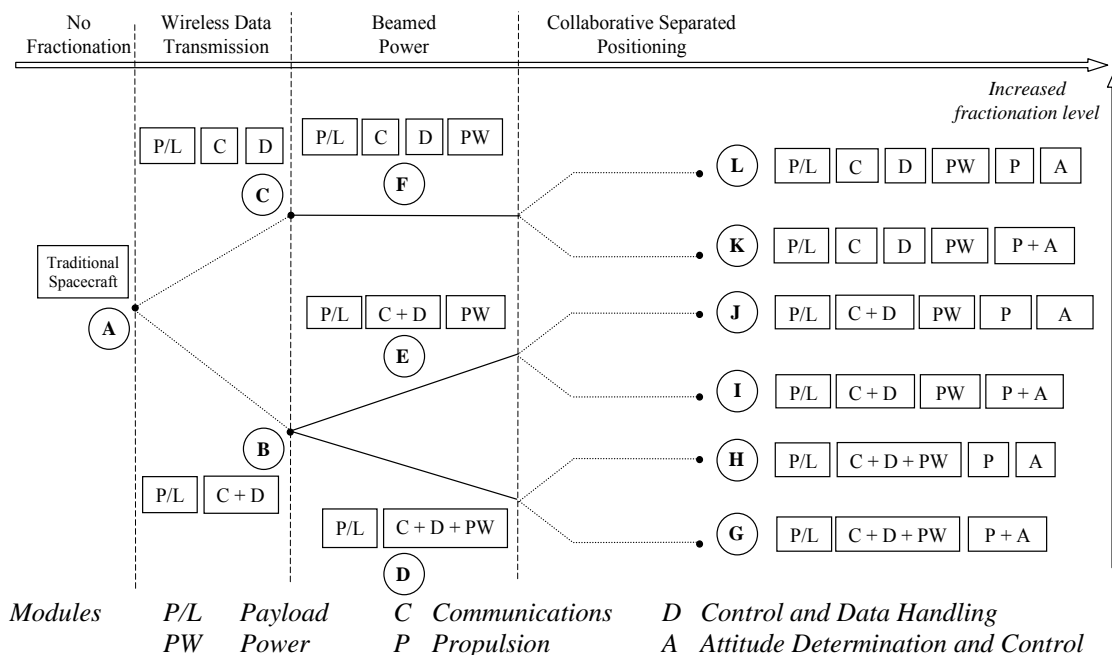 No Fractionation
Wireless Data Transmission
Beamed Power
Collaborative Separated Positioning
Increased fractionation level
P/L C D
P/L C D PW
C
F
L P/L C D PW P A
K P/L C D PW P + A
Traditional Spacecraft
A
P/L C + D PW
E
J P/L C + D PW P A
I P/L C + D PW P + A
B
P/L C + D
H P/L C + D + PW P A
P/L C + D + PW
D
G P/L C + D + PW P + A
Modules P/L Payload C Communications D Control and Data Handling
PW Power P Propulsion A Attitude Determination and Control